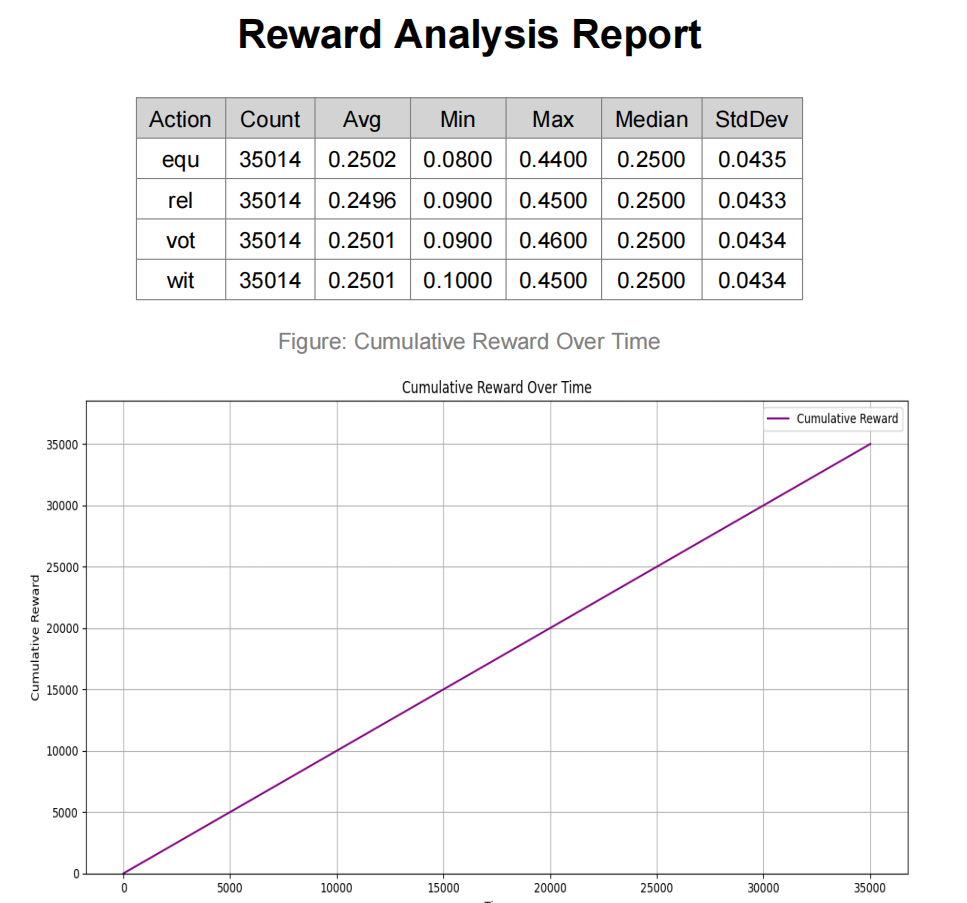 Reward Analysis Report
Action Count Avg Min Max Median StdDev
equ 35014 0.2502 0.0800 0.4400 0.2500 0.0435
rel 35014 0.2496 0.0900 0.4500 0.2500 0.0433
vot 35014 0.2501 0.0900 0.4600 0.2500 0.0434
wit 35014 0.2501 0.1000 0.4500 0.2500 0.0434
Figure: Cumulative Reward Over Time
Cumulative Reward Over Time
Cumulative Reward
35000
30000
25000
20000
15000
10000
5000
0
Cumulative Reward
0 5000 10000 15000 20000 25000 30000 35000